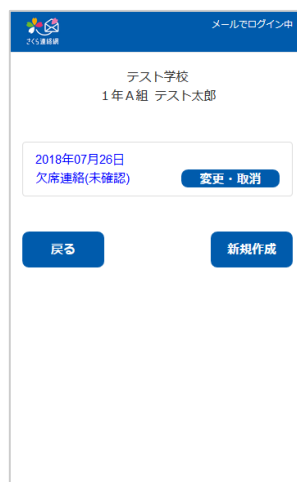 メールでログイン中
さくら連絡網
テスト学校
1年A組 テスト太郎
2018年07月26日
欠席連絡(未確認)
変更・取消
戻る
新規作成